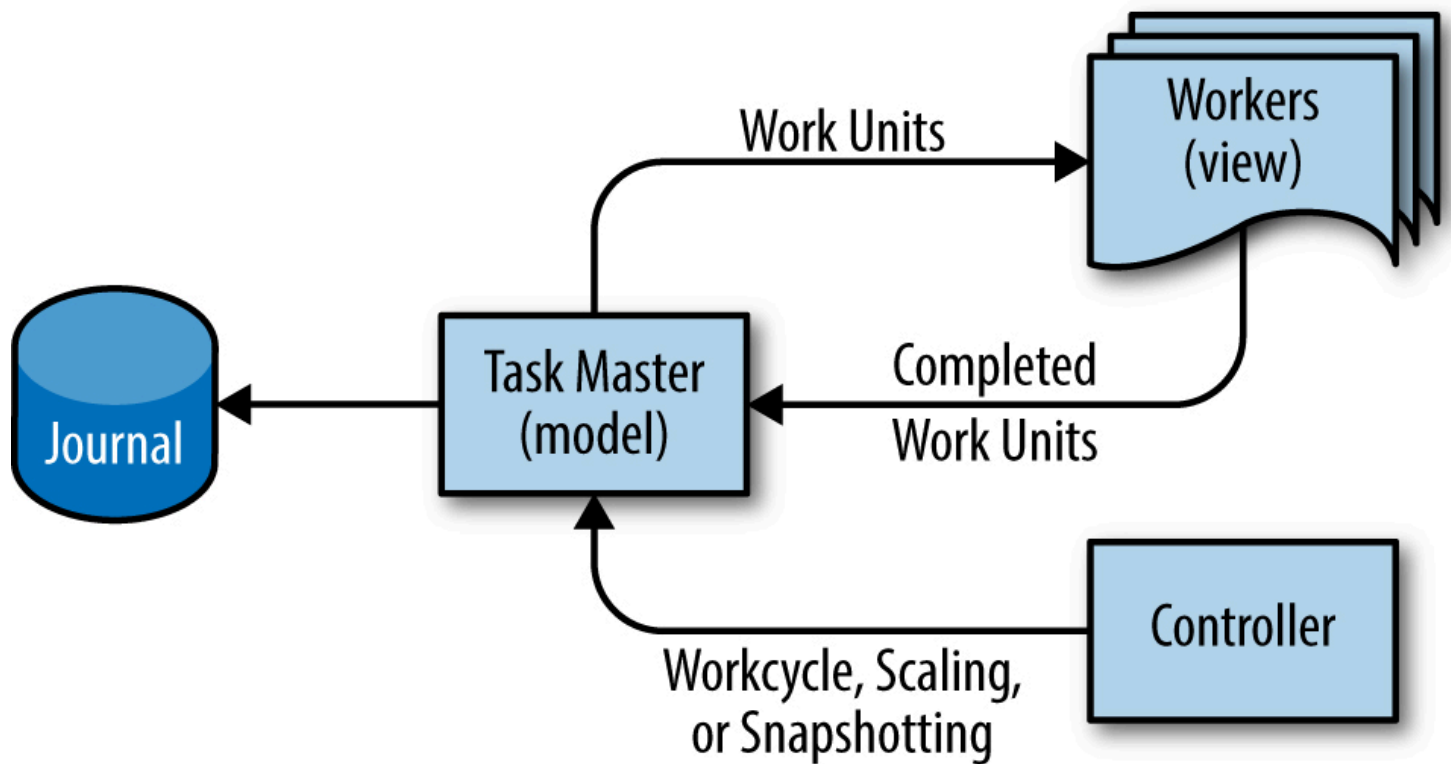 Workers
(view)
Work Units
Task Master
(model)
Completed
Work Units
Journal
Controller
Workcycle, Scaling,
or Snapshotting